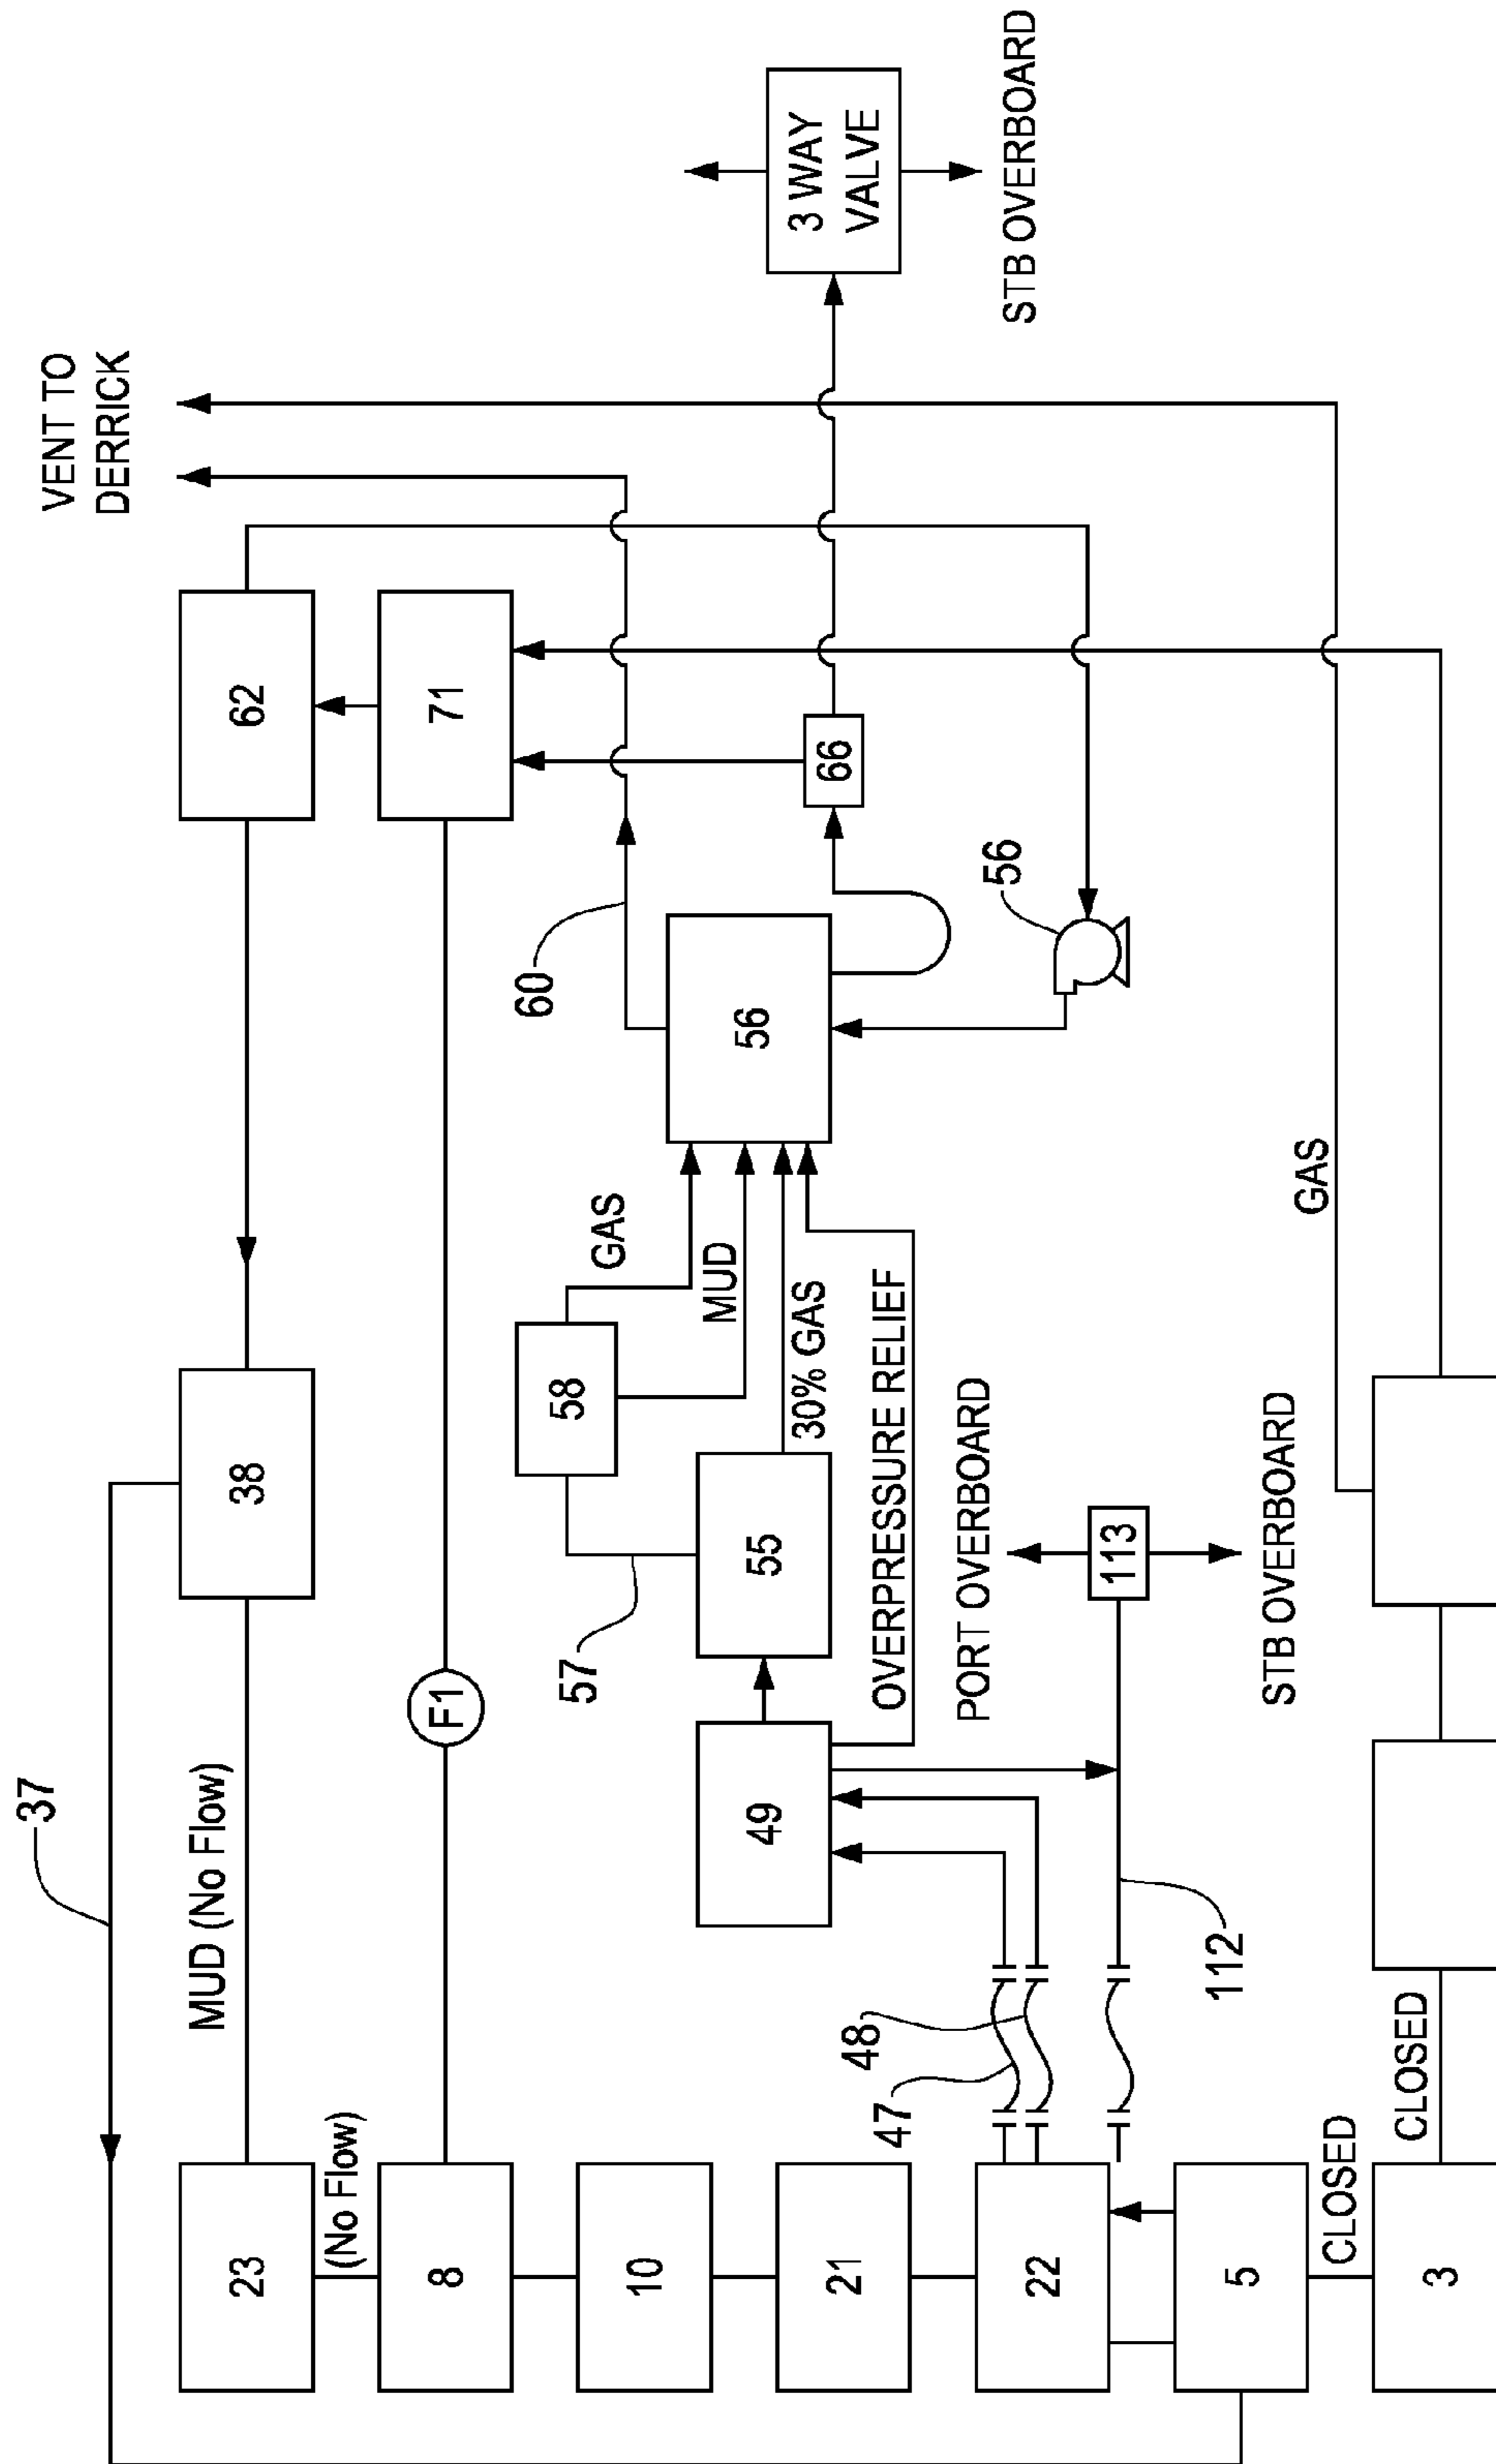 37
VENT TO
DERRICK
23
MUD (No Flow)
38
62
(No Flow)
8
F1
71
10
57
58
GAS
MUD
60
21
49
55
30% GAS
56
66
3 WAY
VALVE
OVERPRESSURE RELIEF
47
48
22
PORT OVERBOARD
56
STB OVERBOARD
112
113
5
STB OVERBOARD
CLOSED
GAS
CLOSED
3